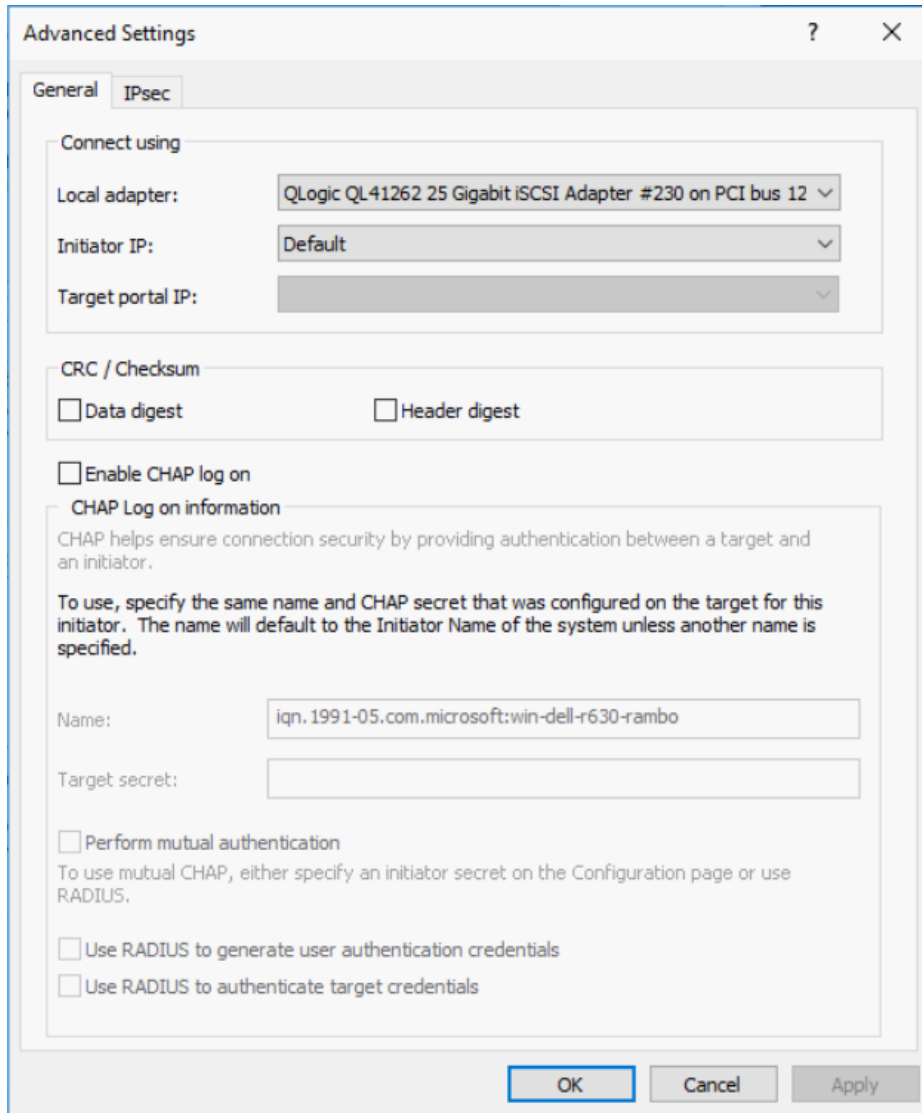 Advanced Settings
?
General
IPsec
Connect using
Local adapter:
QLogic QL41262 25 Gigabit iSCSI Adapter #230 on PCI bus 12
Initiator IP:
Default
Target portal IP:
CRC / Checksum
Data digest
Header digest
Enable CHAP log on
CHAP Log on information
CHAP helps ensure connection security by providing authentication between a target and
an initiator.
To use, specify the same name and CHAP secret that was configured on the target for this
initiator.  The name will default to the Initiator Name of the system unless another name is
specified.
Name:
iqn.1991-05.com.microsoft:win-dell-r630-rambo
Target secret:
Perform mutual authentication
To use mutual CHAP, either specify an initiator secret on the Configuration page or use
RADIUS.
Use RADIUS to generate user authentication credentials
Use RADIUS to authenticate target credentials
OK
Cancel
Apply